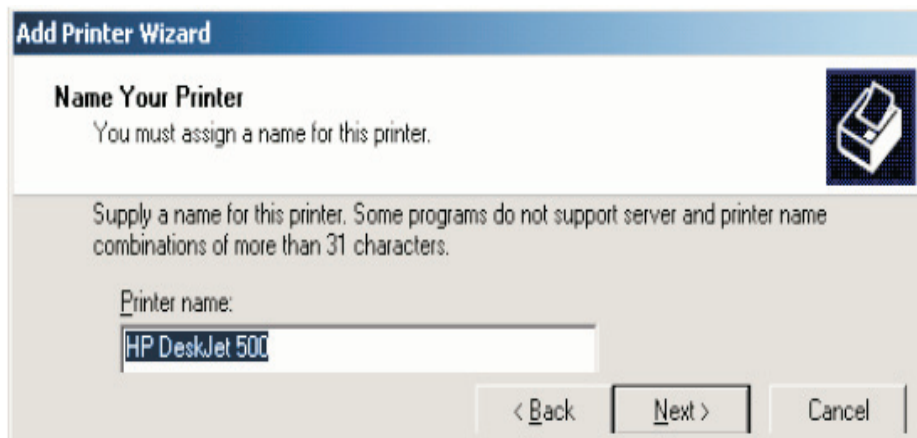 Add Printer Wizard
Name Your Printer
You must assign a name for this printer.
Supply a name for this printer. Some programs do not support server and printer name
combinations of more than 31 characters.
Printer name:
HP DeskJet 500
< Back
Next >
Cancel